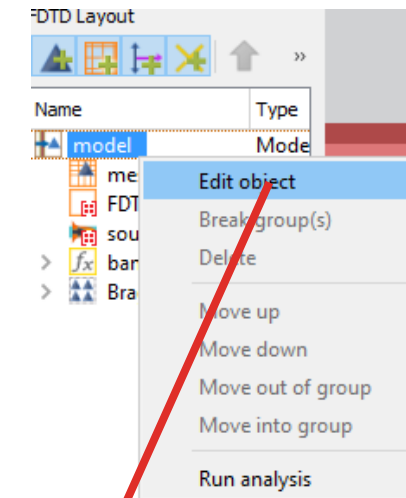 FDTD Layout
»
Name Type
model Mode
me
FDT
sou
fx bar
Bra
Edit object
Break group(s)
Delete
Move up
Move down
Move out of group
Move into group
Run analysis